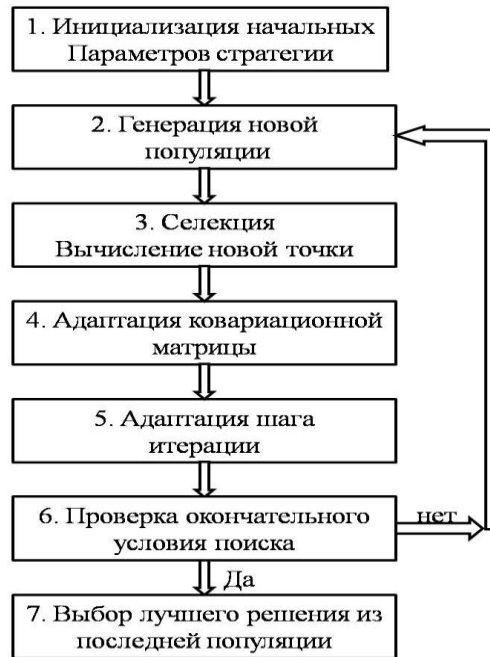 1. Инициализация начальных
Параметров стратегии
2. Генерация новой
популяции
3. Селекция
Вычисление новой точки
4. Адаптация ковариационной
матрицы
5. Адаптация шага
итерации
6. Проверка окончательного
условия поиска
нет
Да
7. Выбор лучшего решения из
последней популяции